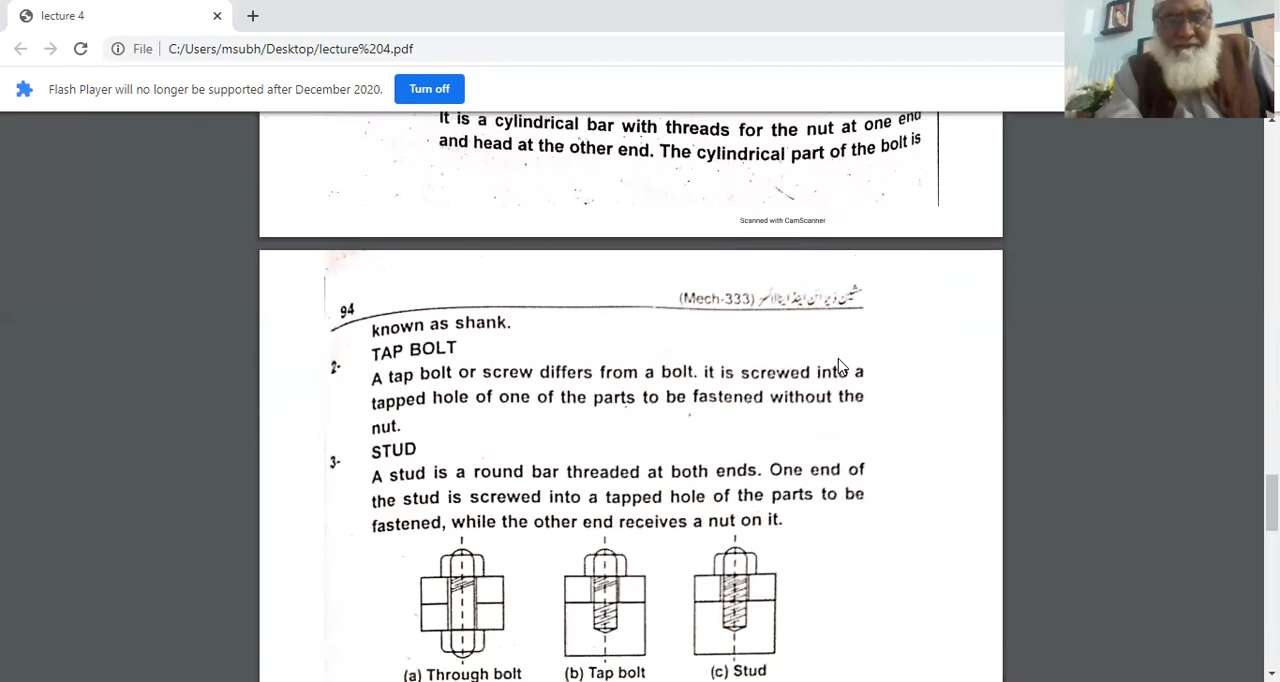 lecture 4
File
C:/Users/msubh/Desktop/lecture%204.pdf
Flash Player will no longer be supported after December 2020.
Turn off
It is a cylindrical bar with threads for the nut at one end
and head at the other end. The cylindrical part of the bolt is
Scanned with CamScanner
94
(Mech-333)
known as shank.
2- TAP BOLT
A tap bolt or screw differs from a bolt. it is screwed into a
tapped hole of one of the parts to be fastened without the
nut.
3- STUD
A stud is a round bar threaded at both ends. One end of
the stud is screwed into a tapped hole of the parts to be
fastened, while the other end receives a nut on it.
(a) Through bolt
(b) Tap bolt
(c) Stud